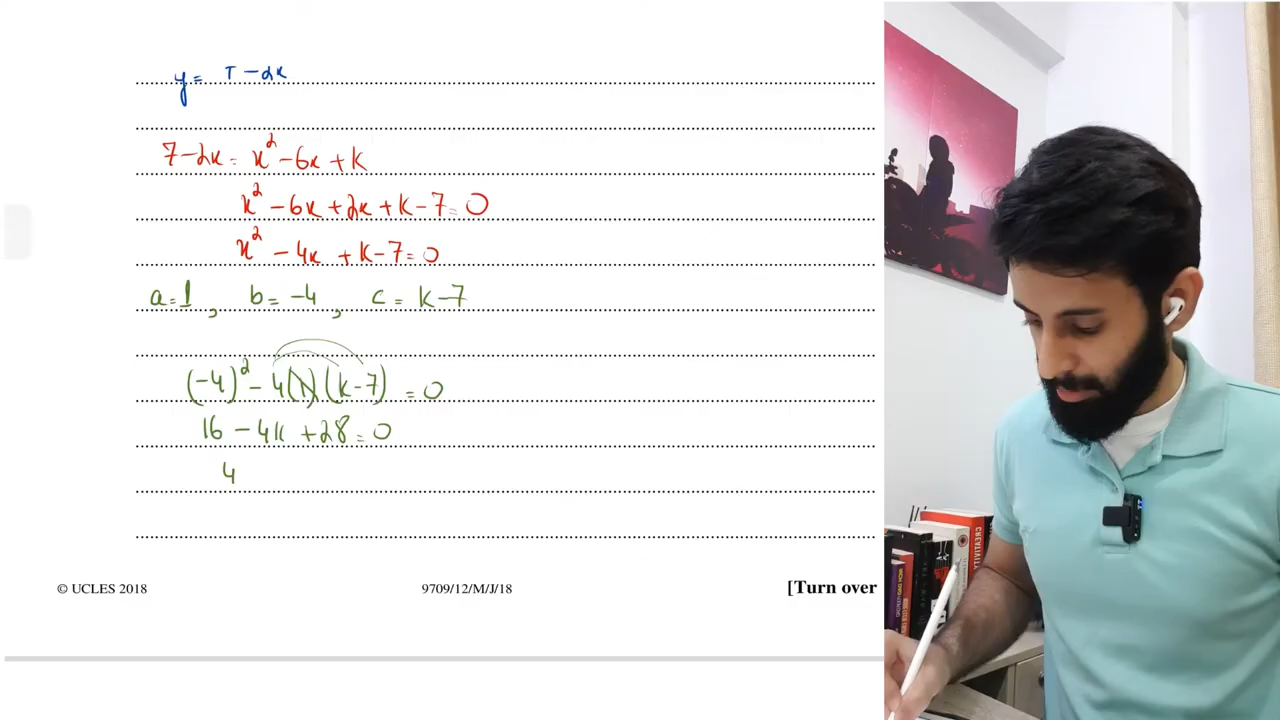 y = 7 - 2x
7 - 2x = x² - 6x + k
x² - 6x + 2x + k - 7 = 0
x² - 4x + k - 7 = 0
a = 1, b = -4, c = k - 7
(-4)² - 4(1)(k - 7) = 0
16 - 4k + 28 = 0
4
© UCLES 2018 9709/12/M/J/18 [Turn over